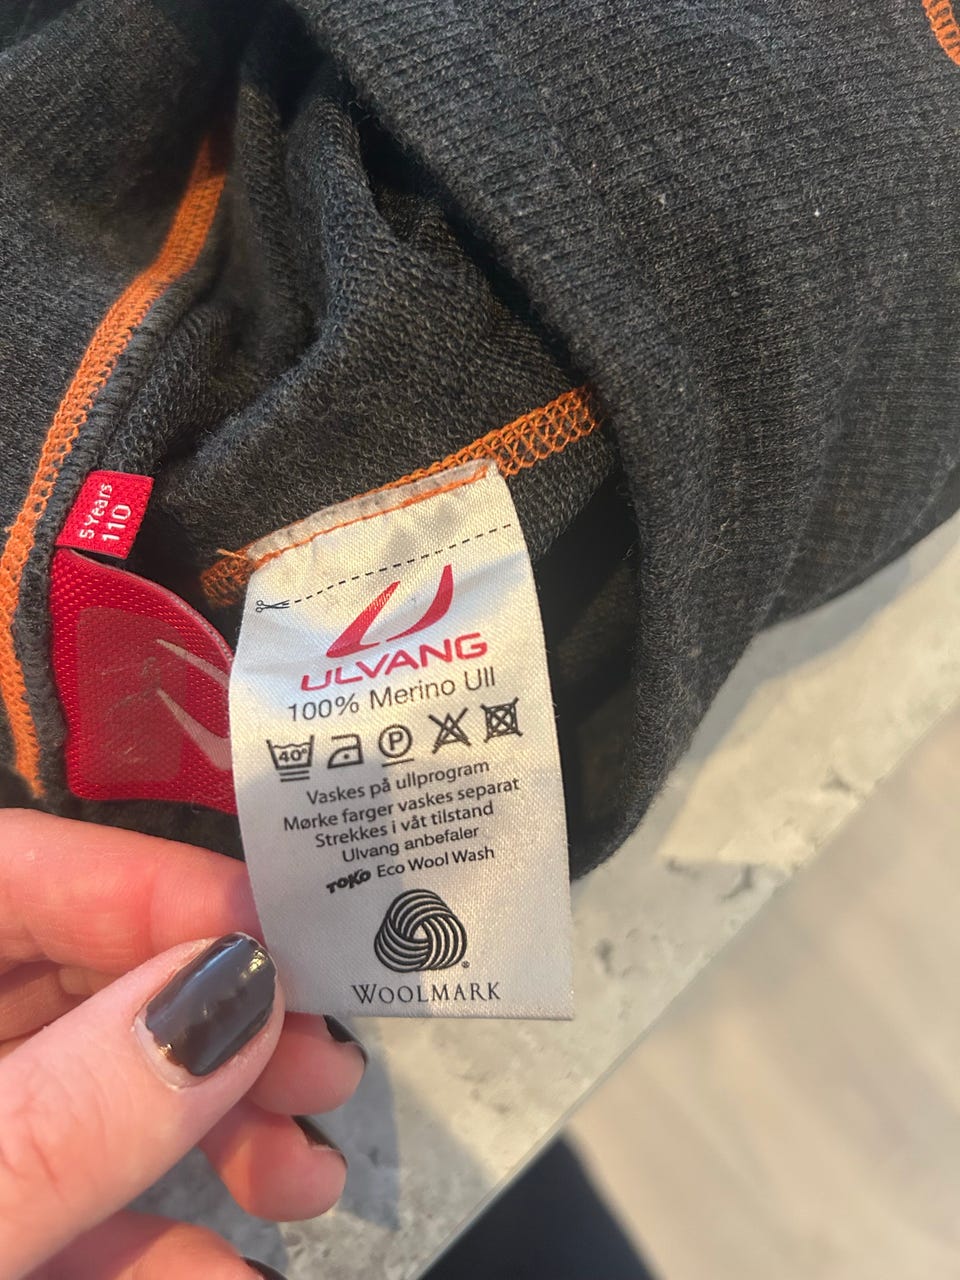 5 Years
110
ULVANG
100% Merino Ull
40°
P
Vaskes på ullprogram
Mørke farger vaskes separat
Strekkes i våt tilstand
Ulvang anbefaler
TOKO Eco Wool Wash
®
WOOLMARK